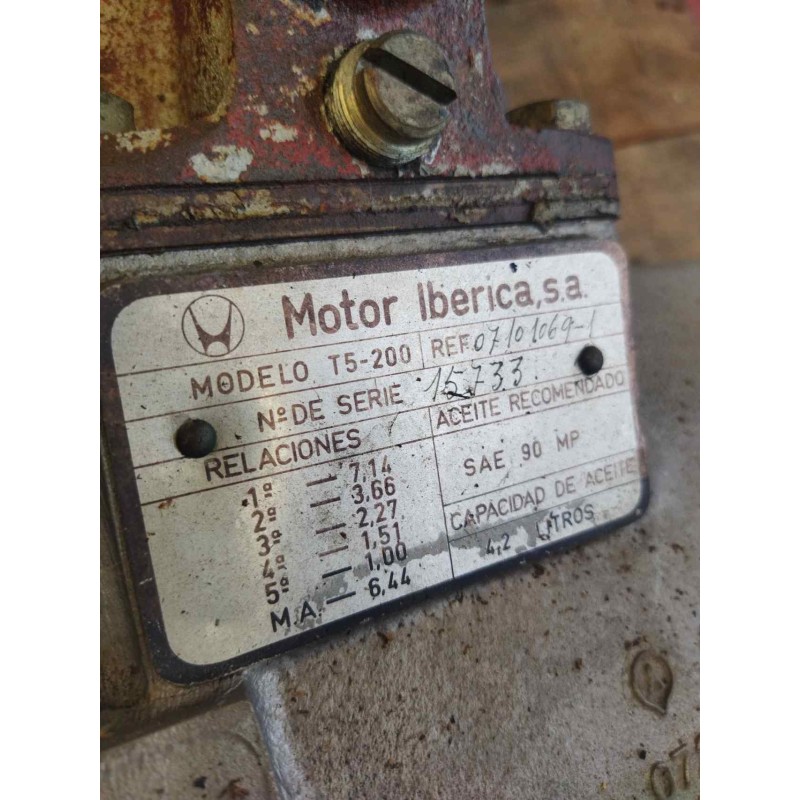 Motor Iberica, s.a.
MODELO T5-200 REF. 07101069-1
Nº DE SERIE 15733
RELACIONES ACEITE RECOMENDADO
1ª — 7,14 SAE 90 MP
2ª — 3,66
3ª — 2,27 CAPACIDAD DE ACEITE
4ª — 1,51 4,2 LITROS
5ª — 1,00
M.A. — 6,44